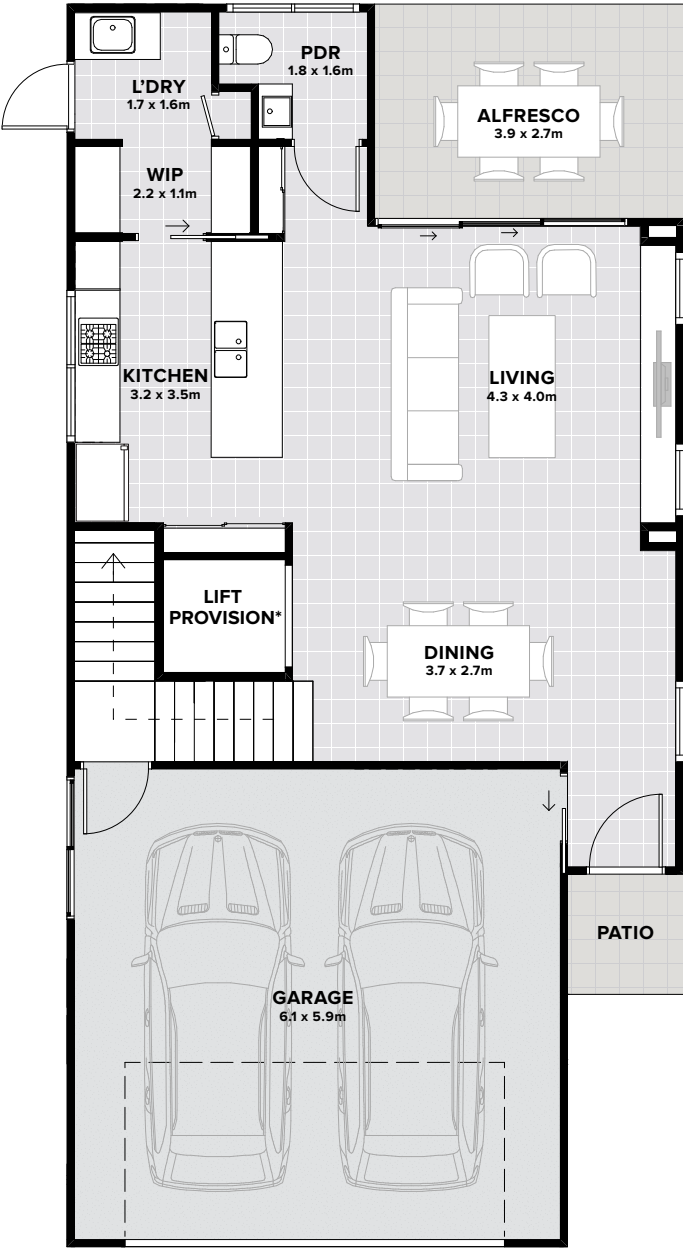 PDR
1.8 x 1.6m
L'DRY
1.7 x 1.6m
ALFRESCO
3.9 x 2.7m
WIP
2.2 x 1.1m
KITCHEN
3.2 x 3.5m
LIVING
4.3 x 4.0m
LIFT
PROVISION*
DINING
3.7 x 2.7m
PATIO
GARAGE
6.1 x 5.9m